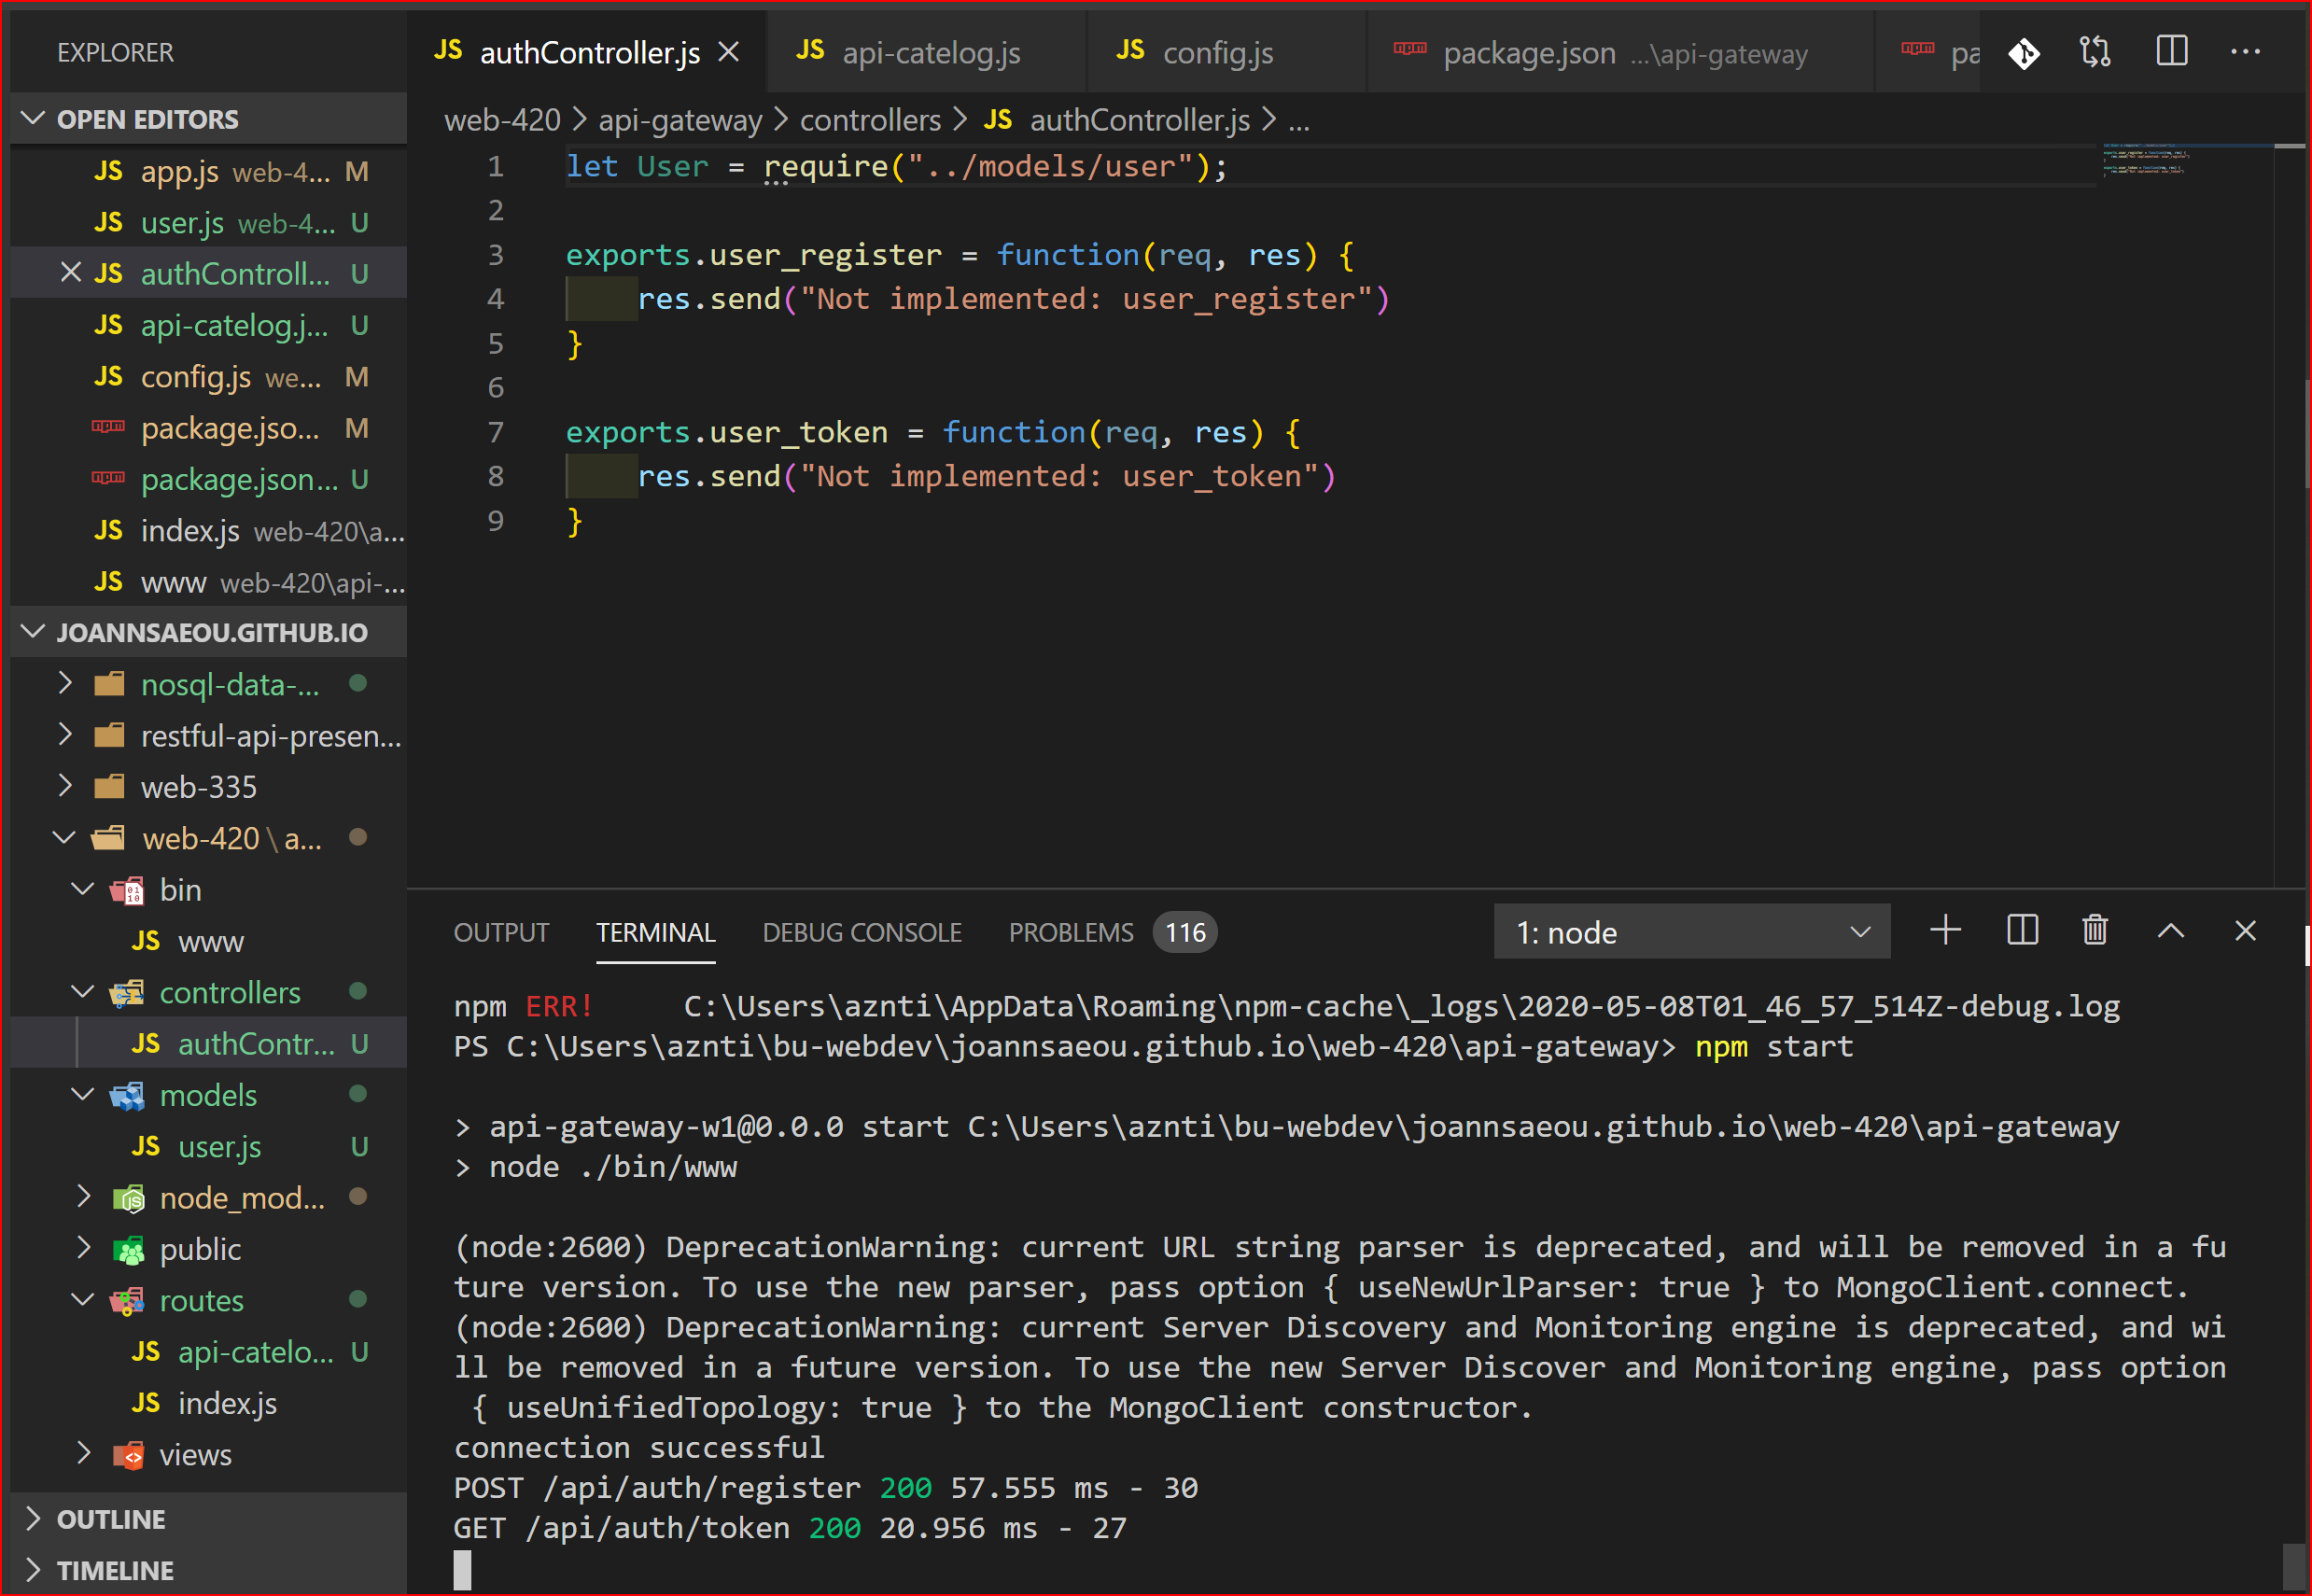 EXPLORER
OPEN EDITORS
JS app.js web-4... M
JS user.js web-4... U
JS authControll... U
JS api-catelog.j... U
JS config.js we... M
package.jso... M
package.json... U
JS index.js web-420\a...
JS www web-420\api-...
JOANNSAEOU.GITHUB.IO
nosql-data-...
restful-api-presen...
web-335
web-420 \ a...
bin
JS www
controllers
JS authContr... U
models
JS user.js U
node_mod...
public
routes
JS api-catelo... U
JS index.js
views
OUTLINE
TIMELINE
JS authController.js JS api-catelog.js JS config.js package.json ...\api-gateway pa
web-420 > api-gateway > controllers > JS authController.js > ...
1 let User = require("../models/user");
2
3 exports.user_register = function(req, res) {
4 res.send("Not implemented: user_register")
5 }
6
7 exports.user_token = function(req, res) {
8 res.send("Not implemented: user_token")
9 }
OUTPUT TERMINAL DEBUG CONSOLE PROBLEMS 116 1: node
npm ERR! C:\Users\aznti\AppData\Roaming\npm-cache\_logs\2020-05-08T01_46_57_514Z-debug.log
PS C:\Users\aznti\bu-webdev\joannsaeou.github.io\web-420\api-gateway> npm start
> api-gateway-w1@0.0.0 start C:\Users\aznti\bu-webdev\joannsaeou.github.io\web-420\api-gateway
> node ./bin/www
(node:2600) DeprecationWarning: current URL string parser is deprecated, and will be removed in a fu
ture version. To use the new parser, pass option { useNewUrlParser: true } to MongoClient.connect.
(node:2600) DeprecationWarning: current Server Discovery and Monitoring engine is deprecated, and wi
ll be removed in a future version. To use the new Server Discover and Monitoring engine, pass option
{ useUnifiedTopology: true } to the MongoClient constructor.
connection successful
POST /api/auth/register 200 57.555 ms - 30
GET /api/auth/token 200 20.956 ms - 27